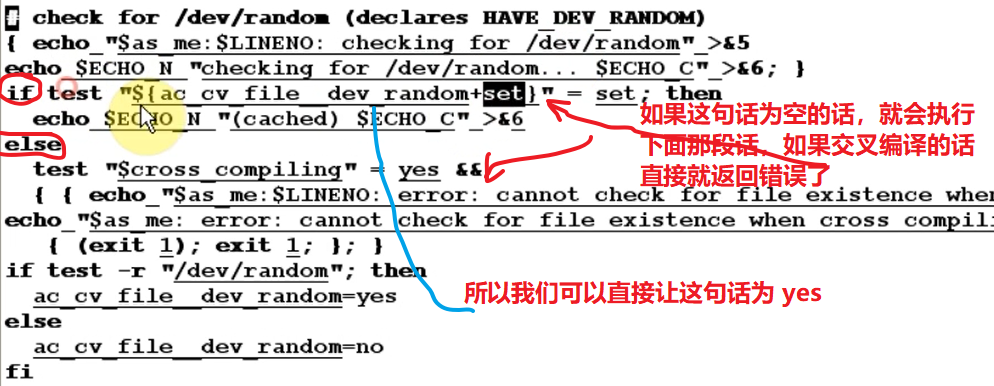 # check for /dev/random (declares HAVE_DEV_RANDOM)
{ echo "$as_me:$LINENO: checking for /dev/random" >&5
echo $ECHO_N "checking for /dev/random... $ECHO_C" >&6; }
if test "${ac_cv_file__dev_random+set}" = set; then
echo $ECHO_N "(cached) $ECHO_C" >&6
else
test "$cross_compiling" = yes &&
{ { echo "$as_me:$LINENO: error: cannot check for file existence when
echo "$as_me: error: cannot check for file existence when cross compili
{ (exit 1); exit 1; }; }
if test -r "/dev/random"; then
ac_cv_file__dev_random=yes
else
ac_cv_file__dev_random=no
fi
如果这句话为空的话，就会执行
下面那段话，如果交叉编译的话
直接就返回错误了
所以我们可以直接让这句话为 yes